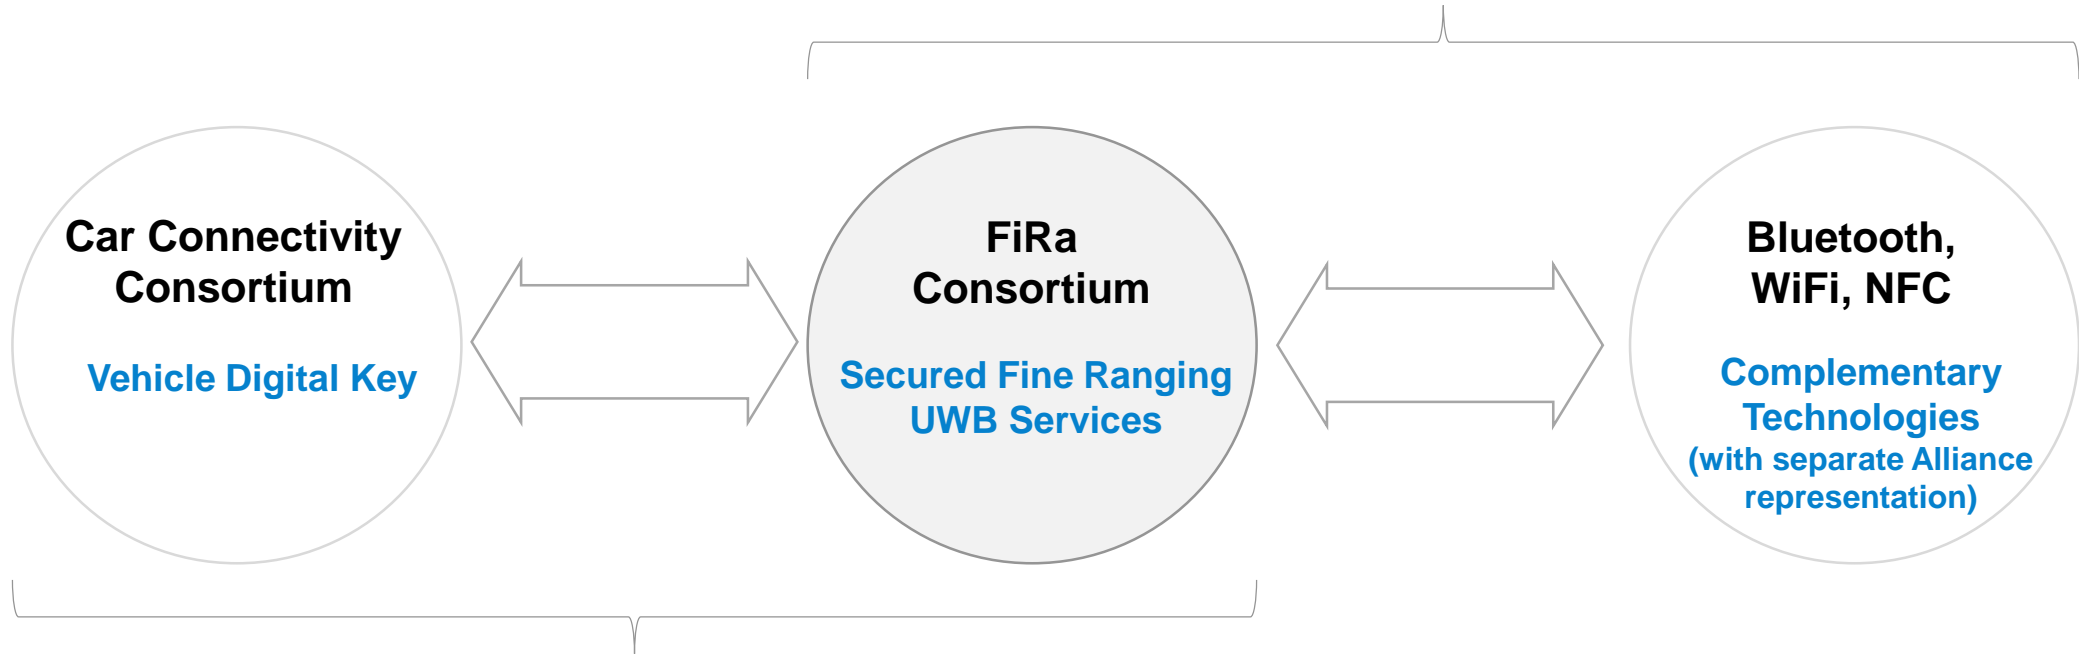 Car Connectivity
Consortium
Vehicle Digital Key
FiRa
Consortium
Secured Fine Ranging
UWB Services
Bluetooth,
WiFi, NFC
Complementary
Technologies
(with separate Alliance
representation)